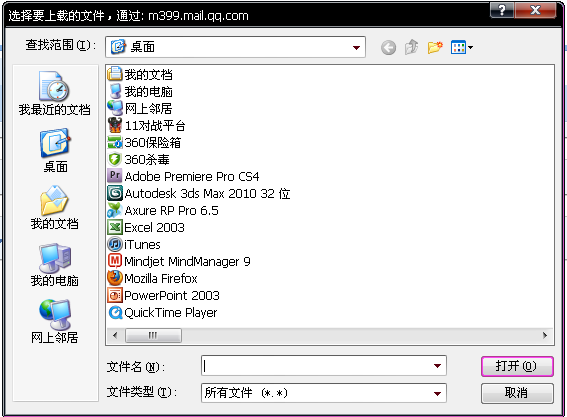 选择要上载的文件，通过: m399.mail.qq.com
查找范围(I):
桌面
我最近的文档
桌面
我的文档
我的电脑
网上邻居
我的文档
我的电脑
网上邻居
11对战平台
360保险箱
360杀毒
Adobe Premiere Pro CS4
Autodesk 3ds Max 2010 32 位
Axure RP Pro 6.5
Excel 2003
iTunes
Mindjet MindManager 9
Mozilla Firefox
PowerPoint 2003
QuickTime Player
文件名(N):
打开(O)
文件类型(T):
所有文件 (*.*)
取消